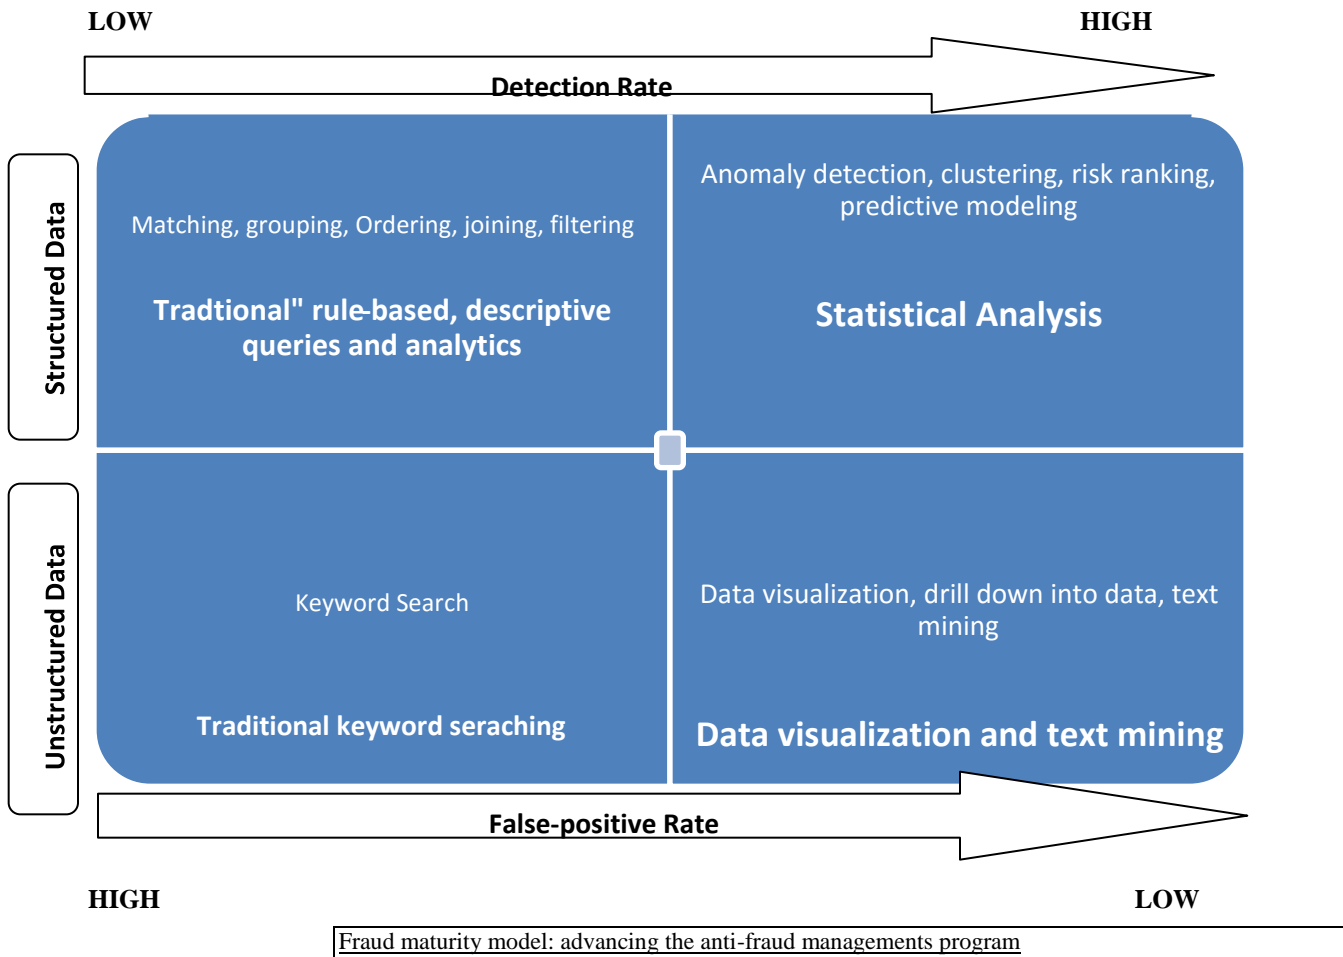 LOW
HIGH
Detection Rate
Structured Data
Matching, grouping, Ordering, joining, filtering
Tradtional" rule-based, descriptive
queries and analytics
Anomaly detection, clustering, risk ranking,
predictive modeling
Statistical Analysis
Unstructured Data
Keyword Search
Traditional keyword seraching
Data visualization, drill down into data, text
mining
Data visualization and text mining
False-positive Rate
HIGH
LOW
Fraud maturity model: advancing the anti-fraud managements program